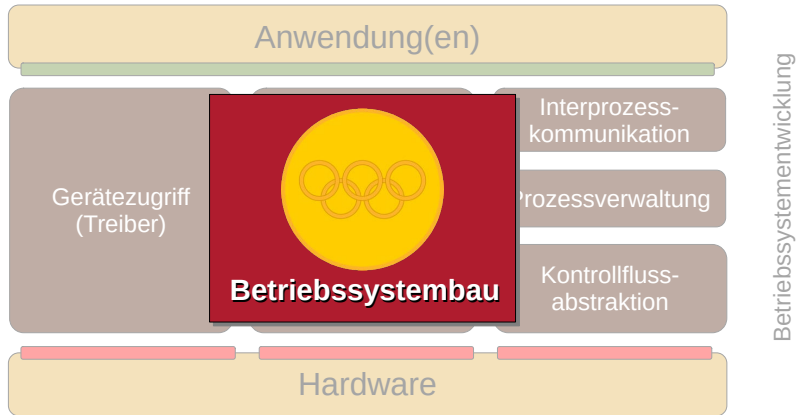 Anwendung(en)
Gerätezugriff
(Treiber)
Betriebssystembau
Interprozess-
kommunikation
Prozessverwaltung
Kontrollfluss-
abstraktion
Hardware
Betriebssystementwicklung